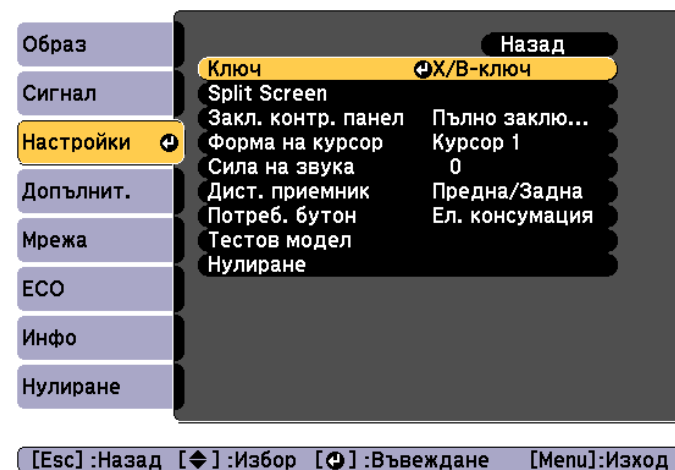 Образ
Сигнал
Настройки
Допълнит.
Мрежа
ECO
Инфо
Нулиране
Назад
Ключ X/В-ключ
Split Screen
Закл. контр. панел Пълно заклю...
Форма на курсор Курсор 1
Сила на звука 0
Дист. приемник Предна/Задна
Потреб. бутон Ел. консумация
Тестов модел
Нулиране
[Esc] :Назад [◆] :Избор [⏎] :Въвеждане [Menu]:Изход